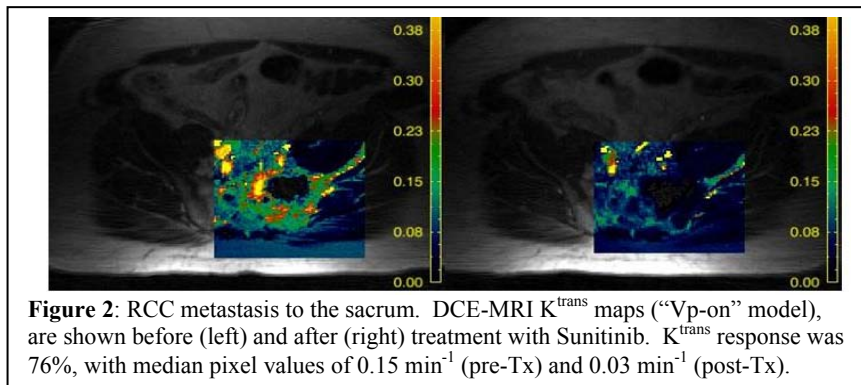 0.38 0.38
0.30 0.30
0.23 0.23
0.15 0.15
0.08 0.08
0.00 0.00
Figure 2: RCC metastasis to the sacrum. DCE-MRI K^trans maps (“Vp-on” model),
are shown before (left) and after (right) treatment with Sunitinib. K^trans response was
76%, with median pixel values of 0.15 min^-1 (pre-Tx) and 0.03 min^-1 (post-Tx).